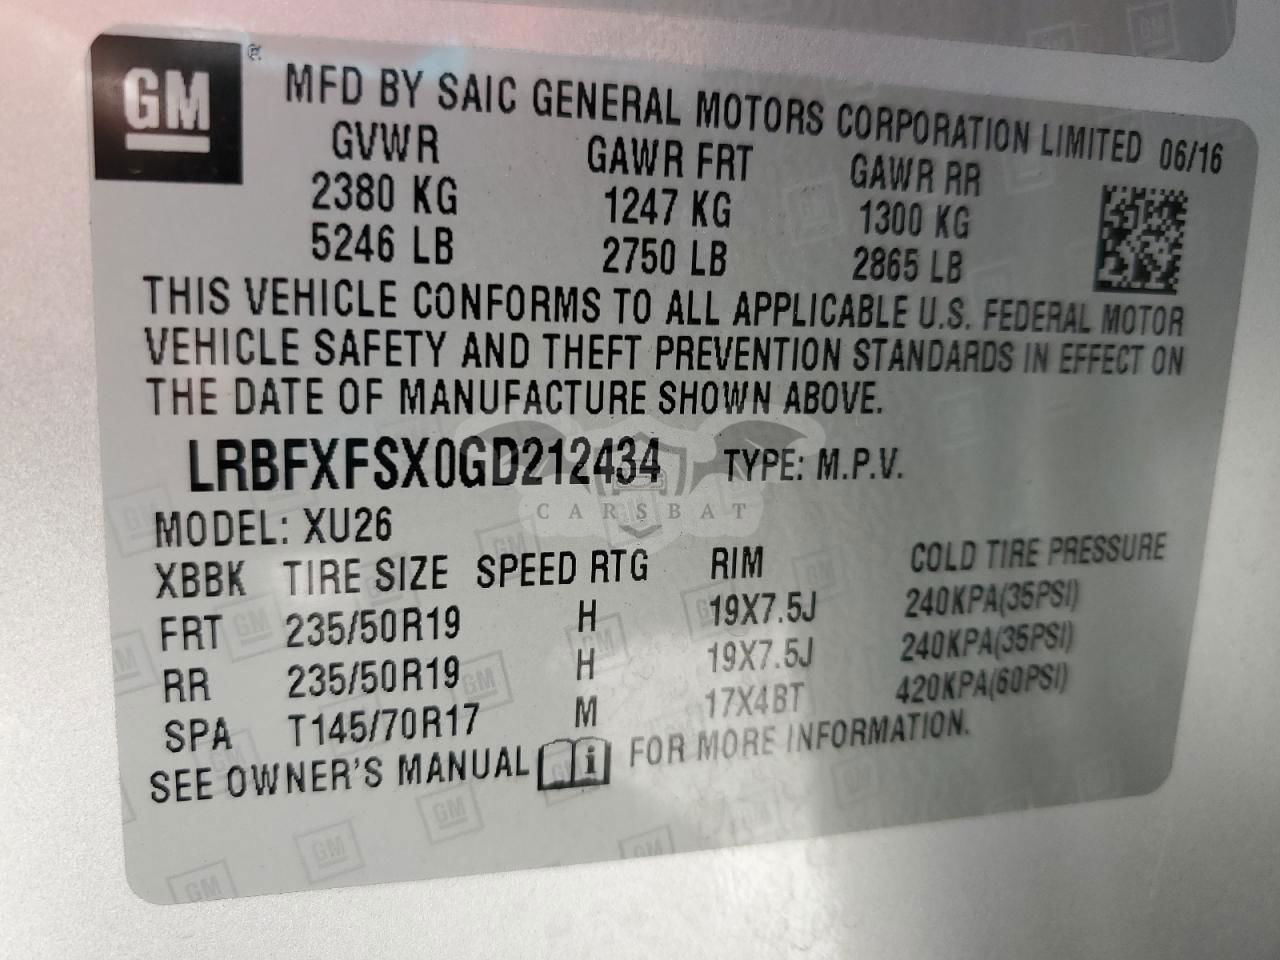 GM
MFD BY SAIC GENERAL MOTORS CORPORATION LIMITED 06/16
GVWR GAWR FRT GAWR RR
2380 KG 1247 KG 1300 KG
5246 LB 2750 LB 2865 LB
THIS VEHICLE CONFORMS TO ALL APPLICABLE U.S. FEDERAL MOTOR
VEHICLE SAFETY AND THEFT PREVENTION STANDARDS IN EFFECT ON
THE DATE OF MANUFACTURE SHOWN ABOVE.
LRBFXFSX0GD212434 TYPE: M.P.V.
CARSBAT
MODEL: XU26
XBBK TIRE SIZE SPEED RTG RIM COLD TIRE PRESSURE
FRT 235/50R19 H 19X7.5J 240KPA(35PSI)
RR 235/50R19 H 19X7.5J 240KPA(35PSI)
SPA T145/70R17 M 17X4BT 420KPA(60PSI)
SEE OWNER'S MANUAL i FOR MORE INFORMATION.